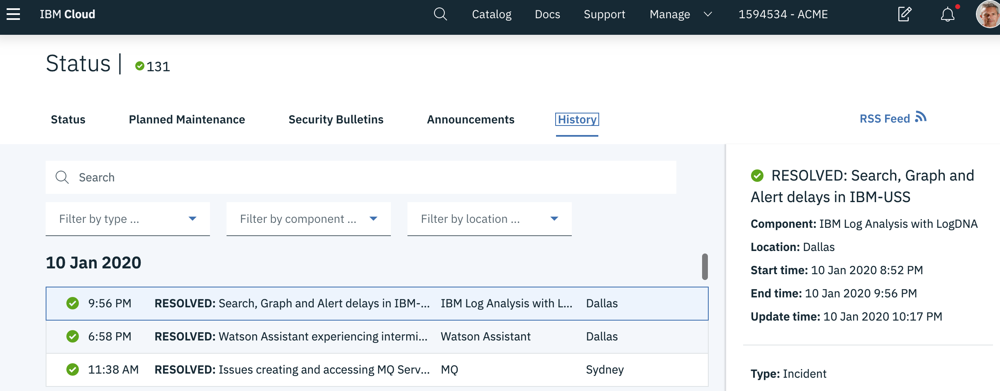 IBM Cloud
Catalog
Docs
Support
Manage
1594534 - ACME
Status | 131
Status
Planned Maintenance
Security Bulletins
Announcements
History
RSS Feed
Search
Filter by type ...
Filter by component ...
Filter by location ...
10 Jan 2020
9:56 PM RESOLVED: Search, Graph and Alert delays in IBM-... IBM Log Analysis with L... Dallas
6:58 PM RESOLVED: Watson Assistant experiencing intermi... Watson Assistant Dallas
11:38 AM RESOLVED: Issues creating and accessing MQ Serv... MQ Sydney
RESOLVED: Search, Graph and
Alert delays in IBM-USS
Component: IBM Log Analysis with LogDNA
Location: Dallas
Start time: 10 Jan 2020 8:52 PM
End time: 10 Jan 2020 9:56 PM
Update time: 10 Jan 2020 10:17 PM
Type: Incident